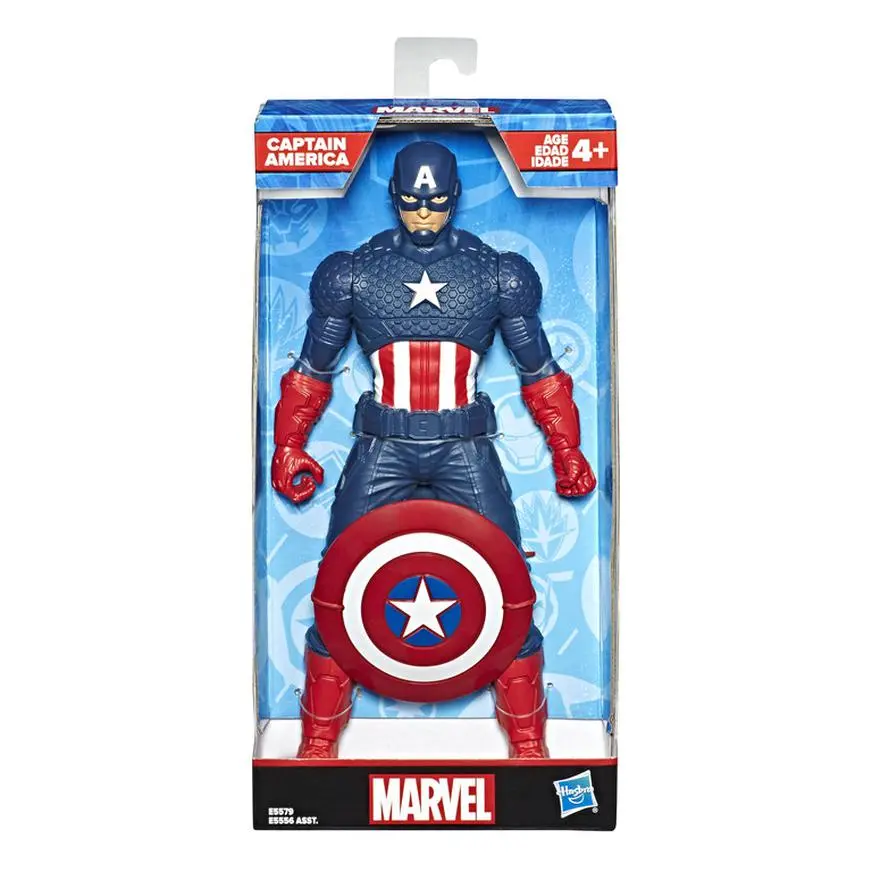 MARVEL
CAPTAIN
AMERICA
AGE
EDAD
IDADE
4+
A
MARVEL
E5579
E5556 ASST.
Hasbro